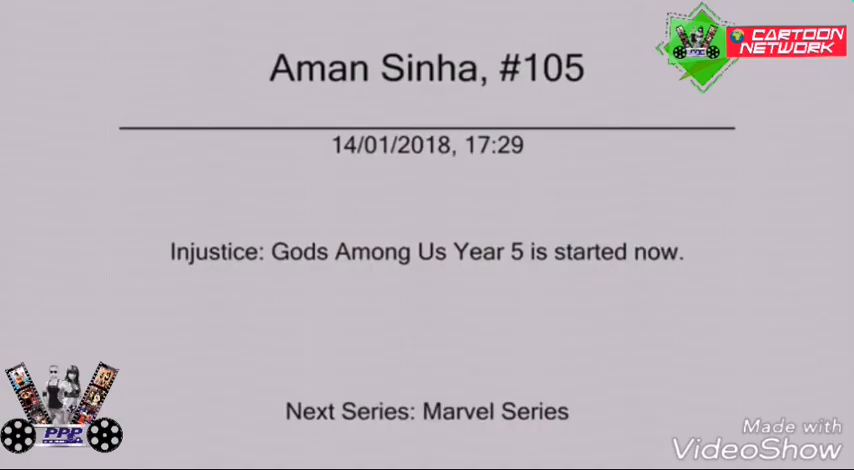 Aman Sinha, #105
CARTOON
NETWORK
PPP
14/01/2018, 17:29
Injustice: Gods Among Us Year 5 is started now.
Next Series: Marvel Series
PPP
Made with
VideoShow